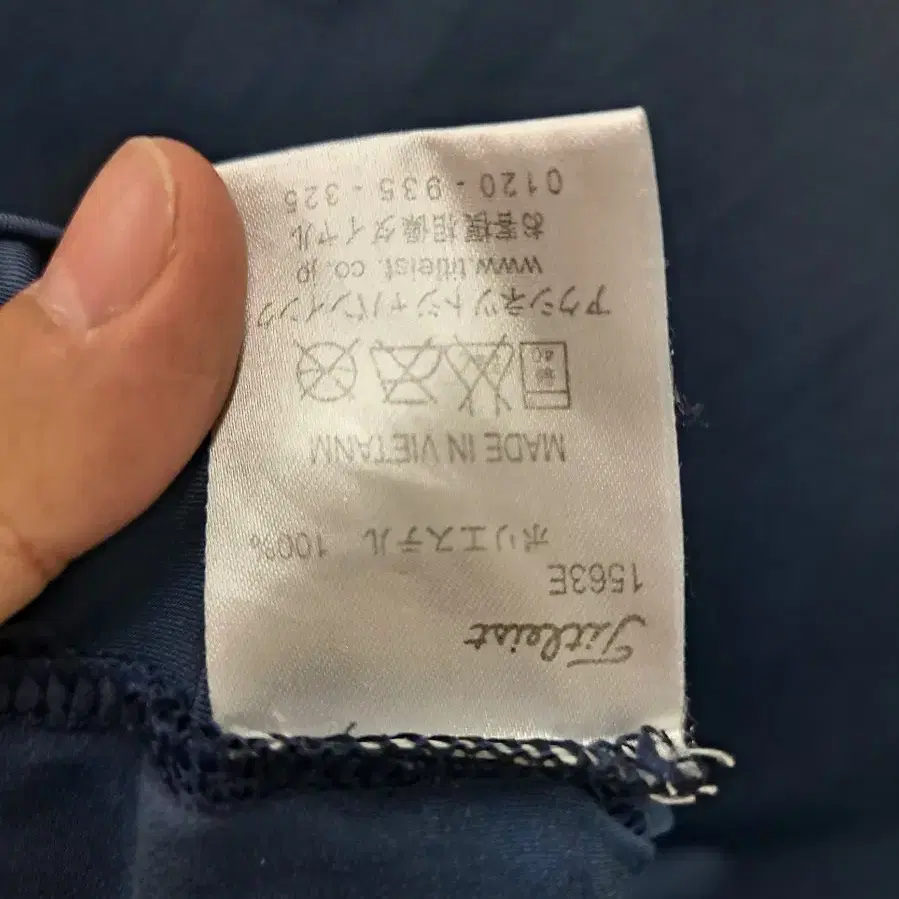 Titleist
1563E
ポリエステル 100%
MADE IN VIETANM
40
アクシネットジャパンインク
www.titleist.co.jp
お客様相談ダイヤル
0120-935-325